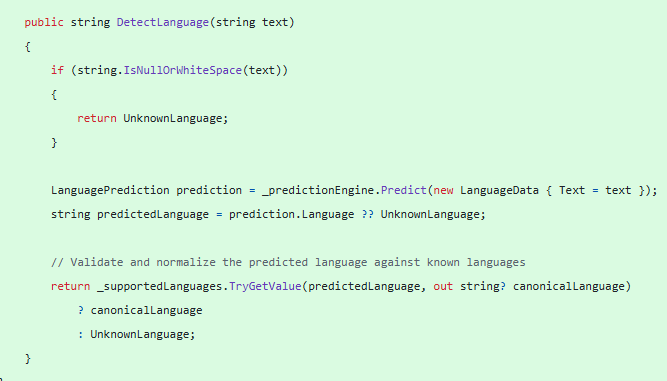 public string DetectLanguage(string text)
{
if (string.IsNullOrWhiteSpace(text))
{
return UnknownLanguage;
}
LanguagePrediction prediction = _predictionEngine.Predict(new LanguageData { Text = text });
string predictedLanguage = prediction.Language ?? UnknownLanguage;
// Validate and normalize the predicted language against known languages
return _supportedLanguages.TryGetValue(predictedLanguage, out string? canonicalLanguage)
? canonicalLanguage
: UnknownLanguage;
}